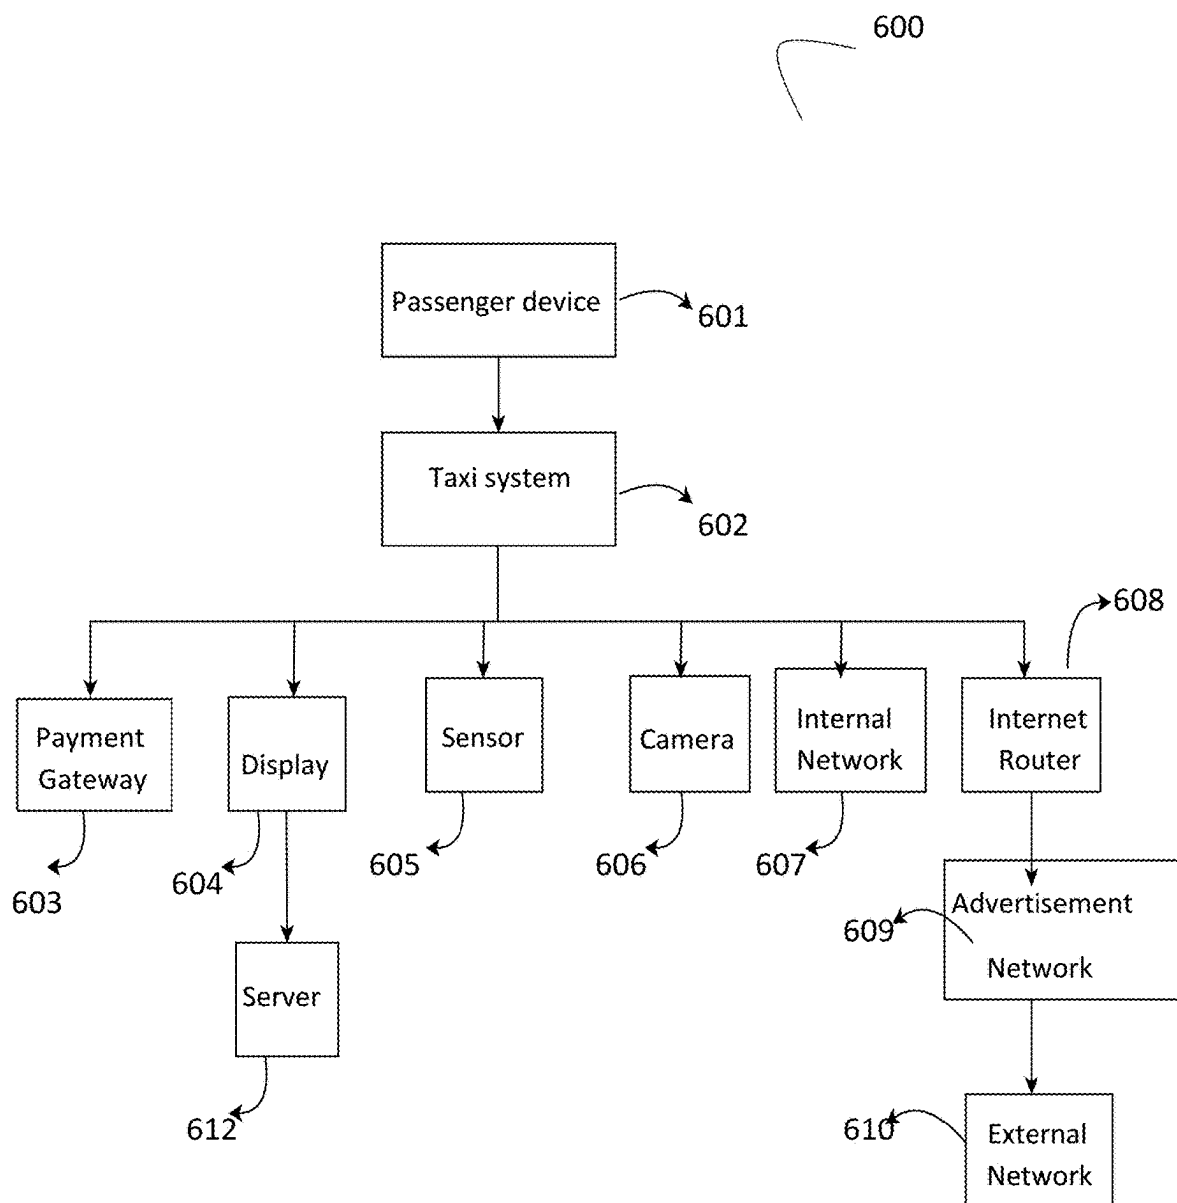 600
Passenger device
601
Taxi system
602
608
Payment
Gateway
Display
Sensor
Camera
Internal
Network
Internet
Router
603
604
605
606
607
Advertisement
Network
609
Server
612
610
External
Network